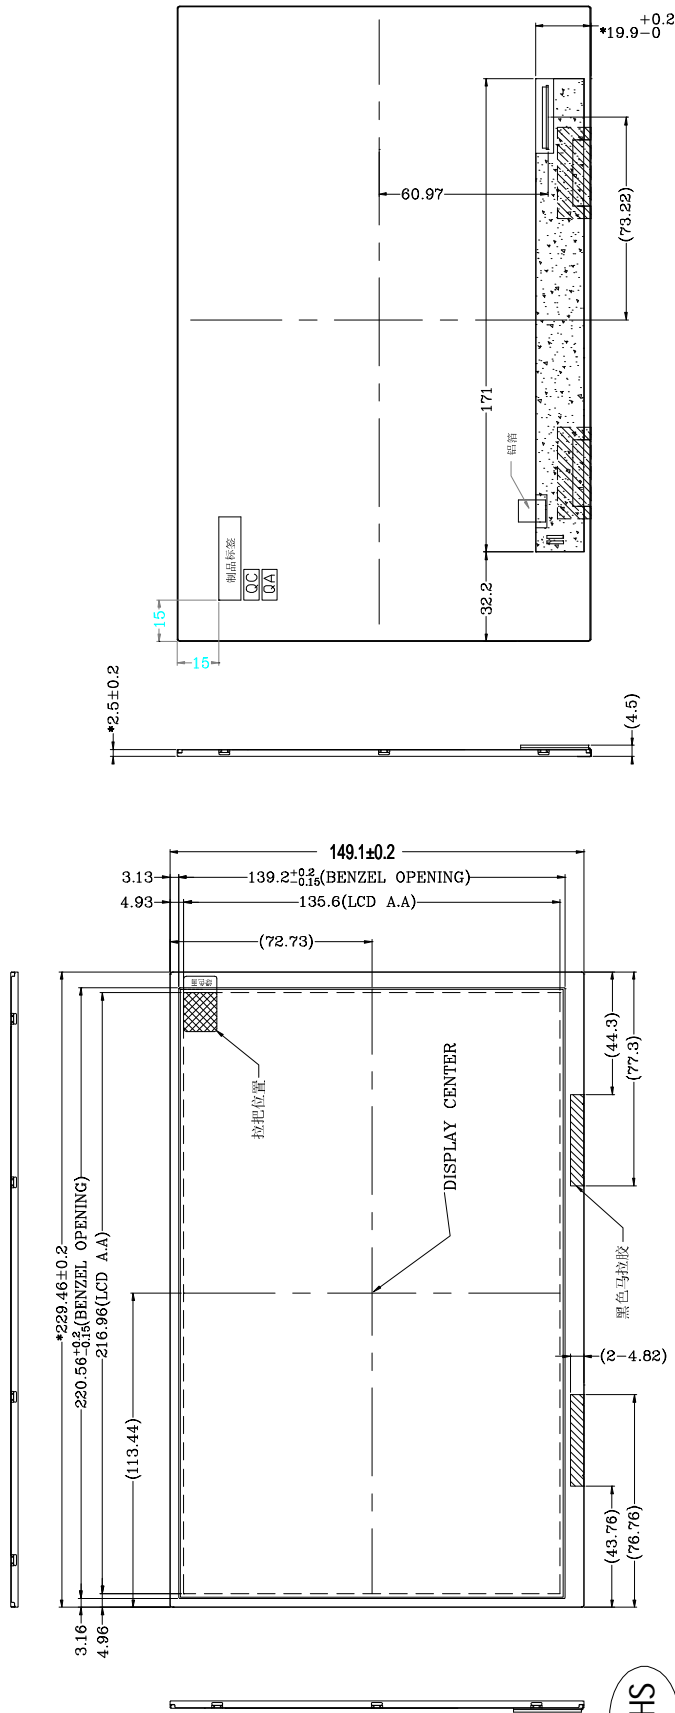 +0.2
*19.9-0
60.97
(73.22)
171
铝箔
制品标签
QC
QA
32.2
15
15
*2.5±0.2
(4.5)
149.1±0.2
3.13
139.2+0.2-0.15(BENZEL OPENING)
4.93
135.6(LCD A.A)
(72.73)
(44.3)
(77.3)
拉把位置
DISPLAY CENTER
*229.46±0.2
220.56+0.2-0.15(BENZEL OPENING)
216.96(LCD A.A)
黑色马拉胶
(2-4.82)
(113.44)
(43.76)
(76.76)
3.16
4.96
HS